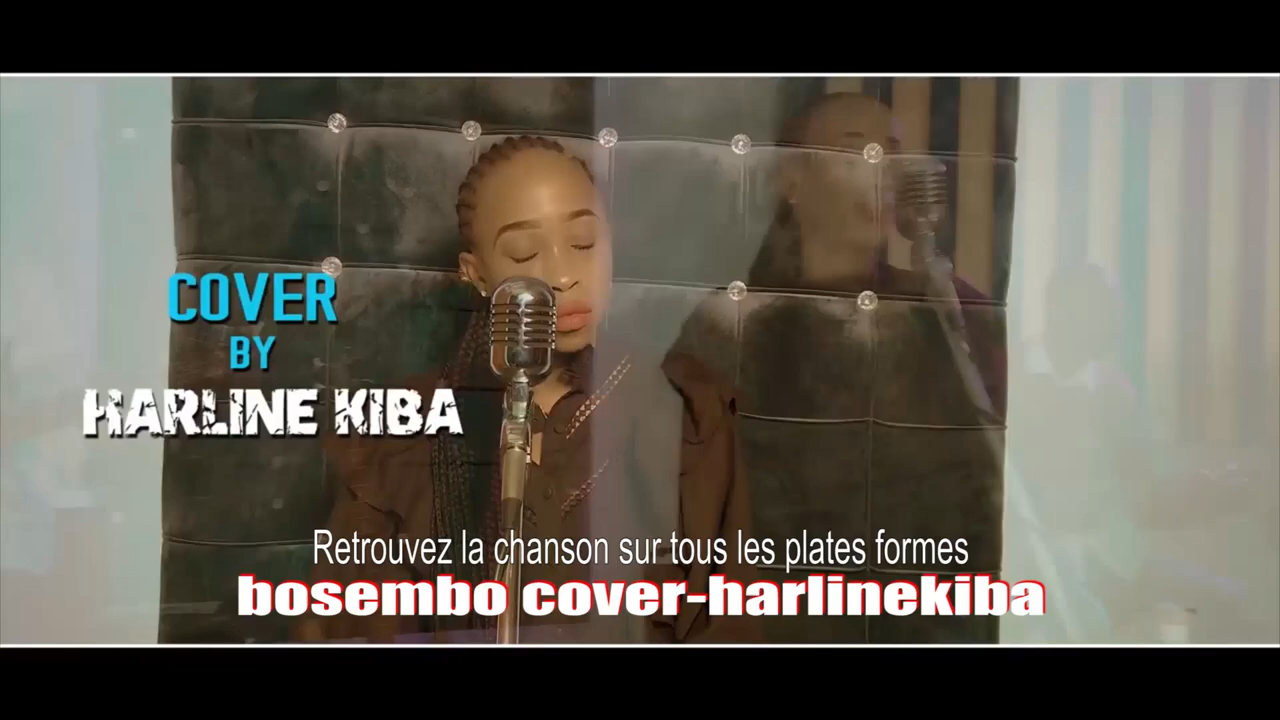 COVER
BY
HARLINE KIBA
Retrouvez la chanson sur tous les plates formes
bosembo cover-harlinekiba